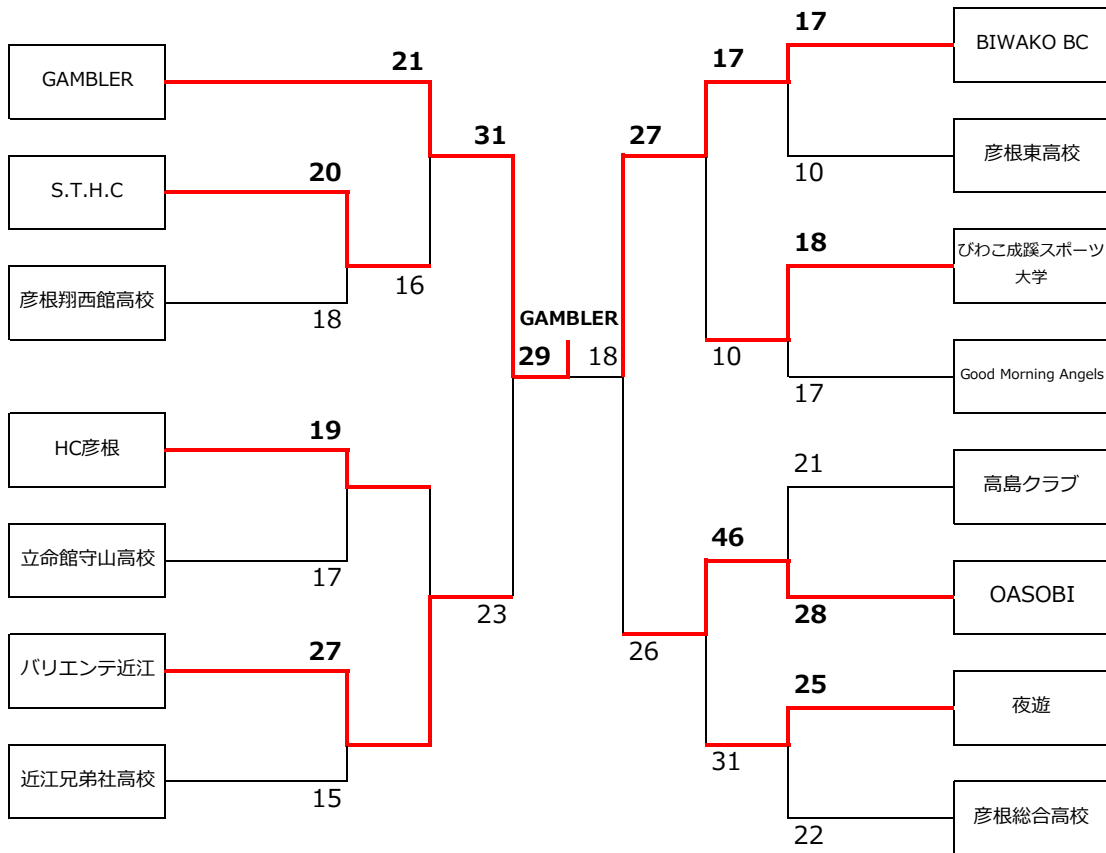 17
BIWAKO BC
GAMBLER
21
17
31
27
10
彦根東高校
S.T.H.C
20
18
びわこ成蹊スポーツ
大学
彦根翔西館高校
18
16
GAMBLER
29
18
10
17
Good Morning Angels
HC彦根
19
21
高島クラブ
立命館守山高校
17
46
28
OASOBI
23
26
バリエンテ近江
27
25
夜遊
近江兄弟社高校
15
31
22
彦根総合高校